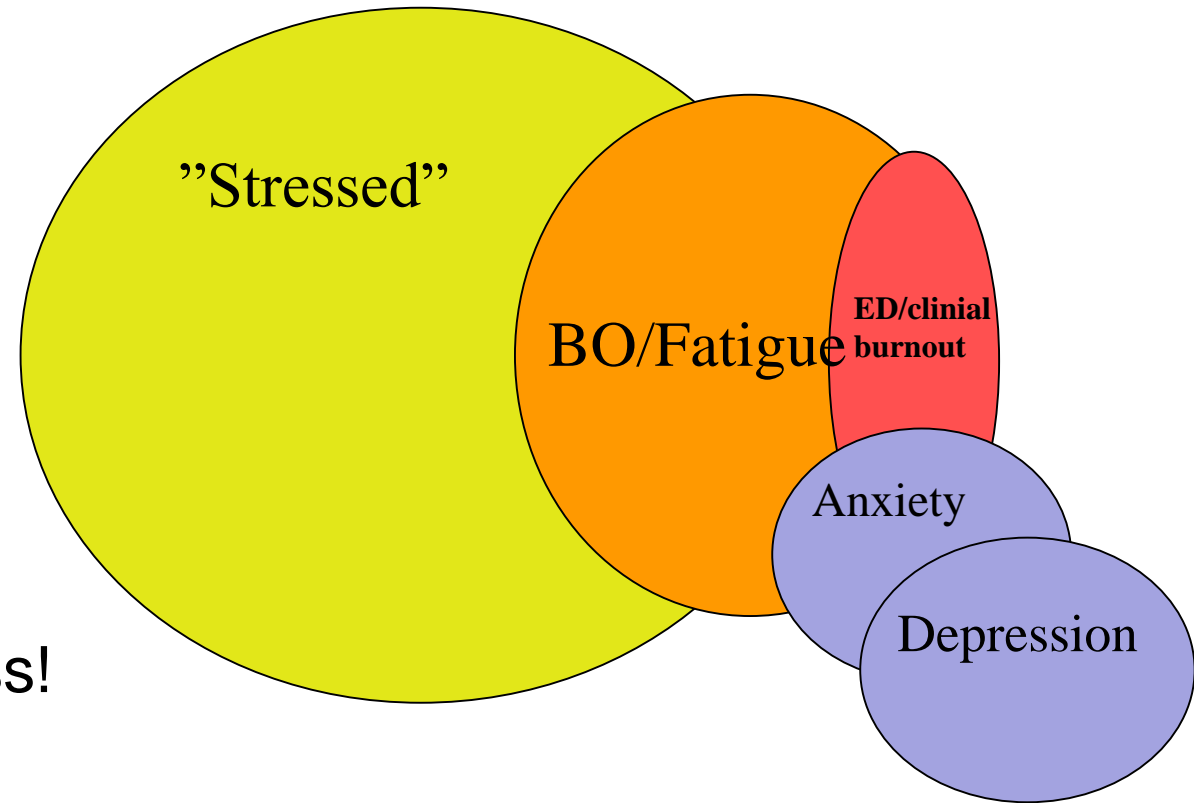 ”Stressed”
BO/Fatigue
ED/clinial
burnout
Anxiety
Depression
s!